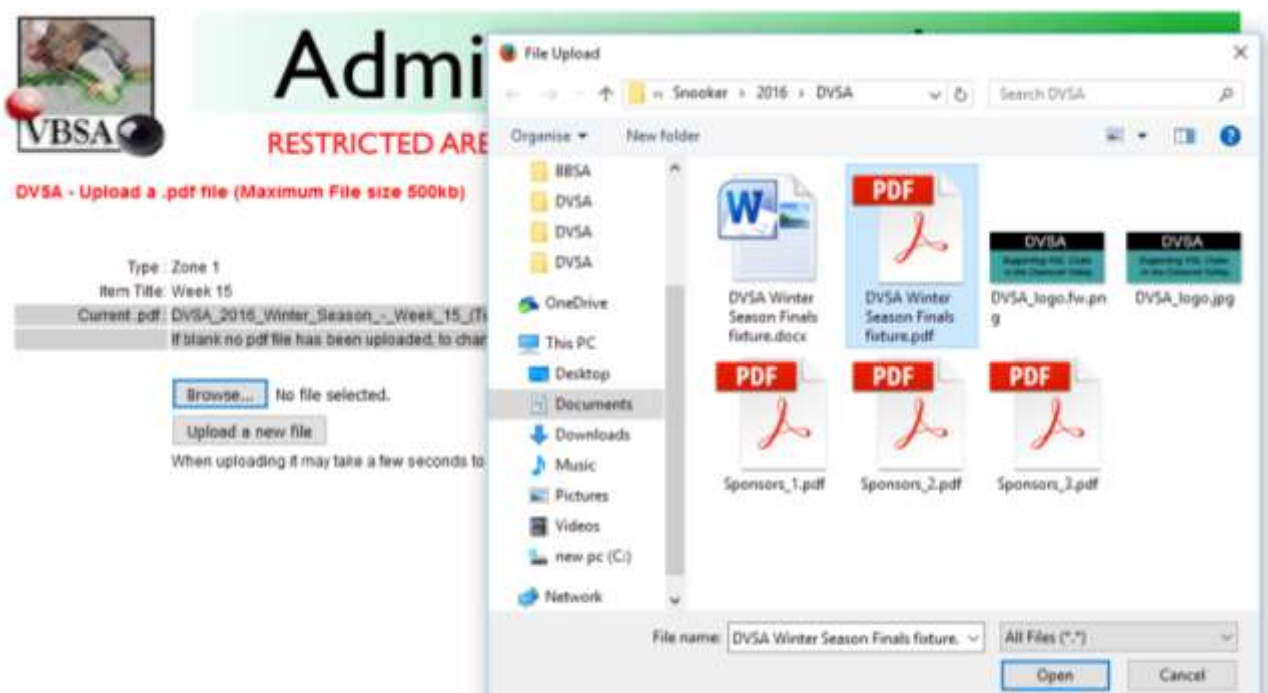 VBSA
Admi
RESTRICTED ARE
DVSA - Upload a .pdf file (Maximum File size 500kb)
Type : Zone 1
Item Title: Week 15
Current .pdf : DVSA_2016_Winter_Season_-_Week_15_(Tu
If blank no pdf file has been uploaded, to char
Browse... No file selected.
Upload a new file
When uploading it may take a few seconds to
File Upload
Snooker › 2016 › DVSA
Search DVSA
Organise
New folder
BBSA
DVSA
DVSA
DVSA
OneDrive
This PC
Desktop
Documents
Downloads
Music
Pictures
Videos
new pc (C:)
Network
DVSA Winter
Season Finals
fixture.docx
PDF
DVSA Winter
Season Finals
fixture.pdf
DVSA
DVSA_logo.fw.pn
g
DVSA
DVSA_logo.jpg
PDF
Sponsors_1.pdf
PDF
Sponsors_2.pdf
PDF
Sponsors_3.pdf
File name: DVSA Winter Season Finals fixture.
All Files (*.*)
Open
Cancel